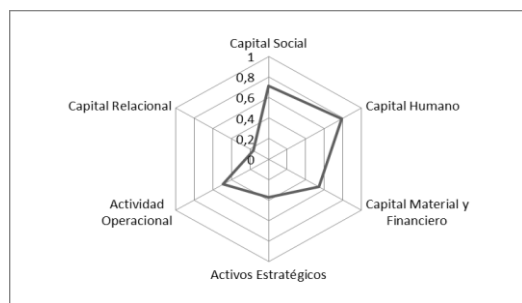 Capital Social
1
0,8
0,6
0,4
0,2
0
Capital Relacional
Capital Humano
Actividad
Operacional
Capital Material y
Financiero
Activos Estratégicos